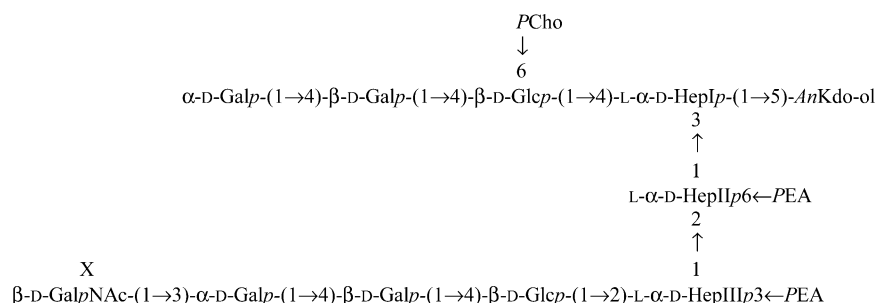 PCho
↓
6
α-D-Galp-(1→4)-β-D-Galp-(1→4)-β-D-Glcp-(1→4)-L-α-D-HepIp-(1→5)-AnKdo-ol
3
↑
1
L-α-D-HepIIp6←PEA
2
↑
X
1
β-D-GalpNAc-(1→3)-α-D-Galp-(1→4)-β-D-Galp-(1→4)-β-D-Glcp-(1→2)-L-α-D-HepIIIp3←PEA